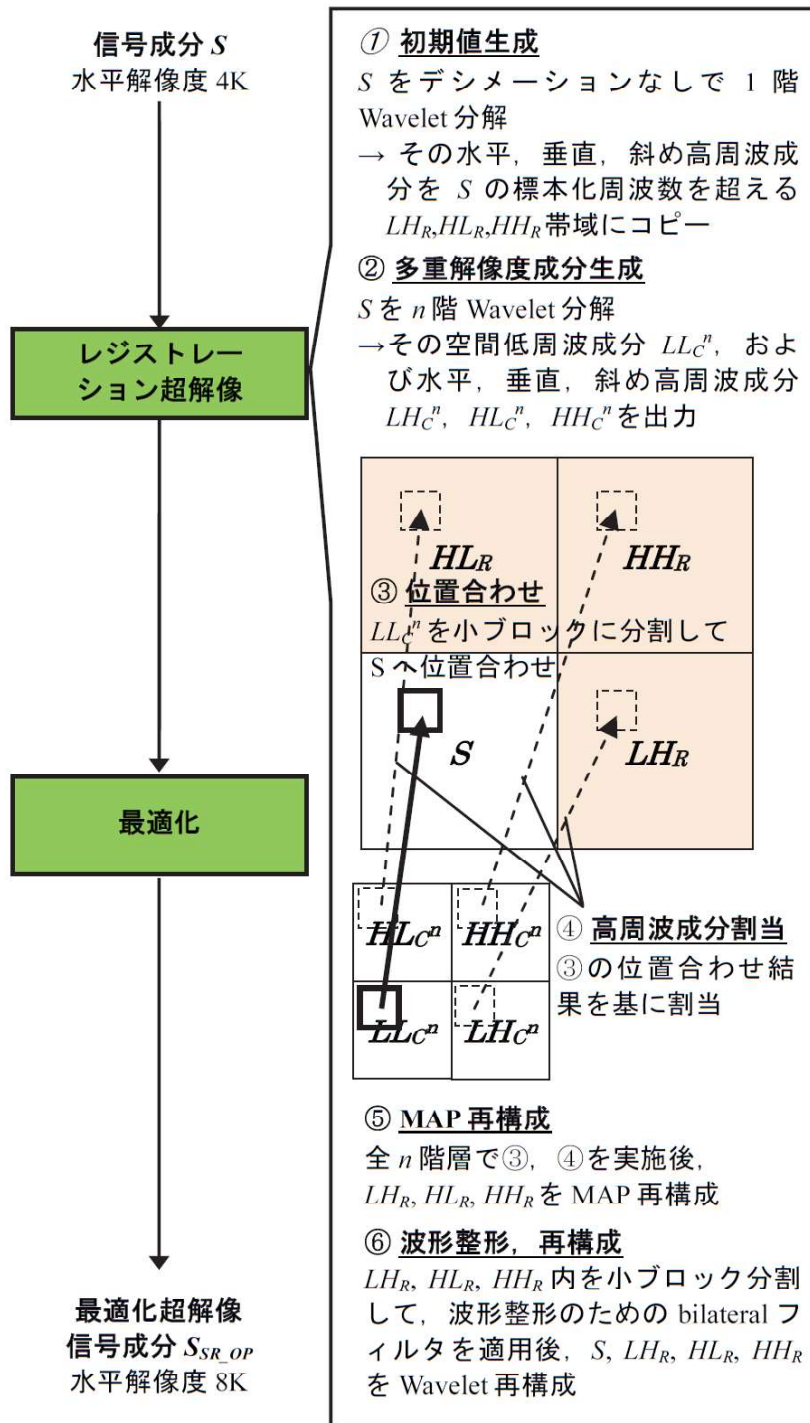 信号成分 S
水平解像度 4K
レジストレー
ション超解像
最適化
最適化超解像
信号成分 S_{SR_OP}
水平解像度 8K
① 初期値生成
S をデシメーションなしで 1 階
Wavelet 分解
→ その水平，垂直，斜め高周波成
分を S の標本化周波数を超える
LH_R,HL_R,HH_R 帯域にコピー
② 多重解像度成分生成
S を n 階 Wavelet 分解
→その空間低周波成分 LL_C^n，およ
び水平，垂直，斜め高周波成分
LH_C^n，HL_C^n，HH_C^n を出力
HL_R
HH_R
③ 位置合わせ
LL_C^n を小ブロックに分割して
S へ位置合わせ
S
LH_R
HL_C^n
HH_C^n
LL_C^n
LH_C^n
④ 高周波成分割当
③の位置合わせ結
果を基に割当
⑤ MAP 再構成
全 n 階層で③，④を実施後，
LH_R, HL_R, HH_R を MAP 再構成
⑥ 波形整形，再構成
LH_R, HL_R, HH_R 内を小ブロック分割
して，波形整形のための bilateral フ
ィルタを適用後，S, LH_R, HL_R, HH_R
を Wavelet 再構成